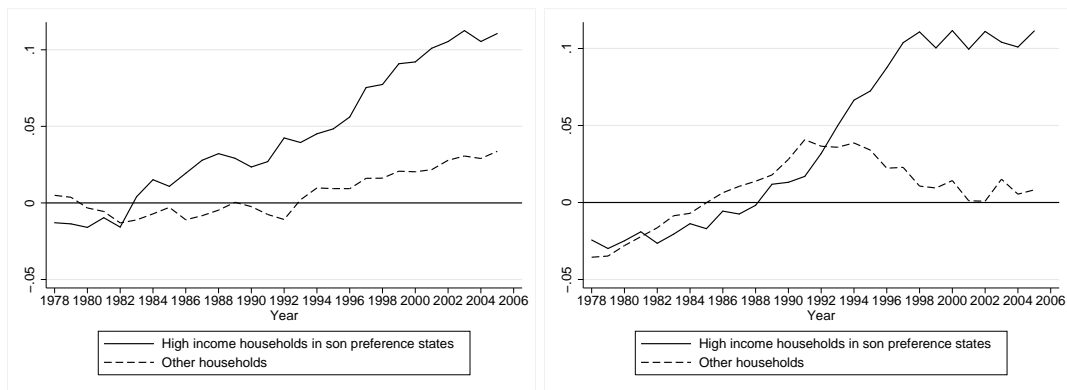 .1
.05
0
−.05
1978 1980 1982 1984 1986 1988 1990 1992 1994 1996 1998 2000 2002 2004 2006
Year
High income households in son preference states
Other households
.1
.05
0
−.05
1978 1980 1982 1984 1986 1988 1990 1992 1994 1996 1998 2000 2002 2004 2006
Year
High income households in son preference states
Other households